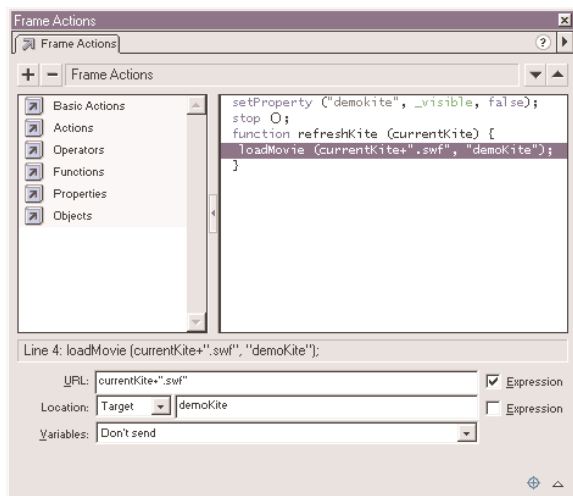 Frame Actions
Frame Actions
?
+ − Frame Actions
Basic Actions
Actions
Operators
Functions
Properties
Objects
setProperty ("demokite", _visible, false);
stop ();
function refreshKite (currentKite) {
loadMovie (currentKite+".swf", "demoKite");
}
Line 4: loadMovie (currentKite+".swf", "demoKite");
URL: currentKite+".swf" Expression
Location: Target demoKite Expression
Variables: Don't send